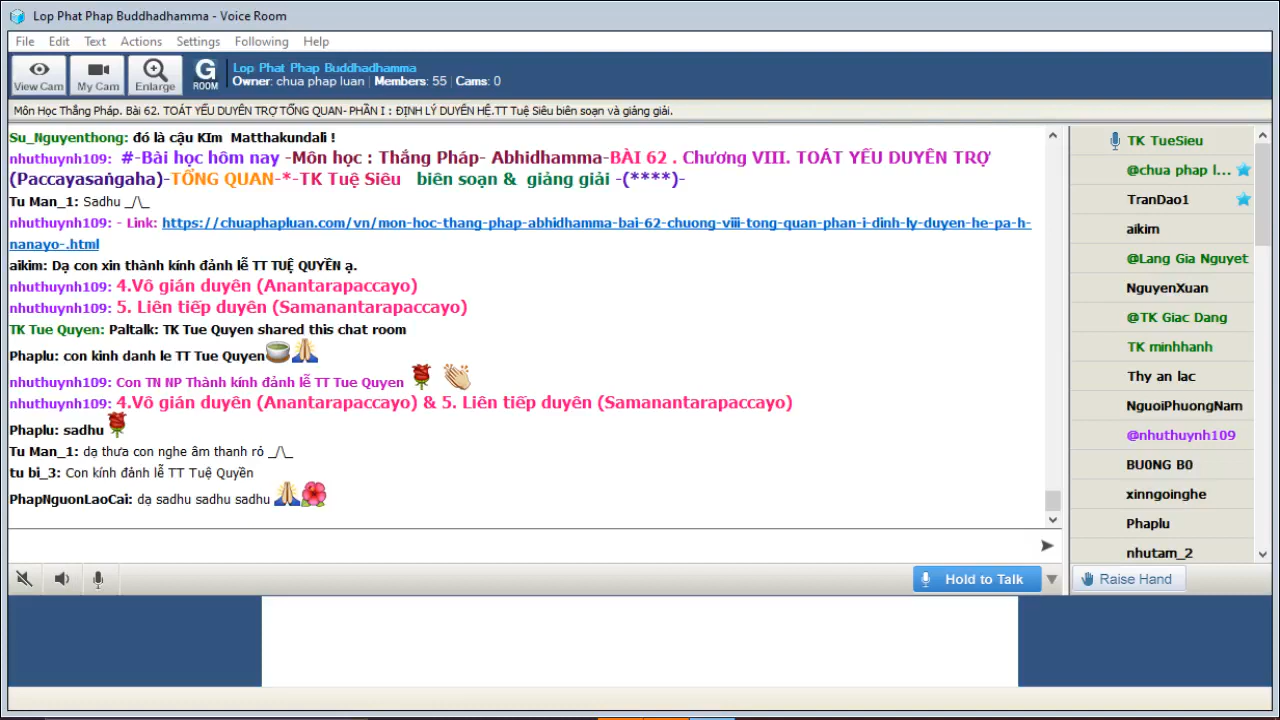 Lop Phat Phap Buddhadhamma - Voice Room
File Edit Text Actions Settings Following Help
View Cam My Cam Enlarge G ROOM
Lop Phat Phap Buddhadhamma
Owner: chua phap luan | Members: 55 | Cams: 0
Môn Học Thắng Pháp. Bài 62. TOÁT YẾU DUYÊN TRỢ TỔNG QUAN- PHẦN I : ĐỊNH LÝ DUYÊN HỆ.TT Tuệ Siêu biên soạn và giảng giải.
Su_Nguyenthong: đó là cậu KIm Matthakundali !
nhuthuynh109: #-Bài học hôm nay -Môn học : Thắng Pháp- Abhidhamma-BÀI 62 . Chương VIII. TOÁT YẾU DUYÊN TRỢ
(Paccayasaṅgaha)-TỔNG QUAN-*-TK Tuệ Siêu biên soạn & giảng giải -(****)-
Tu Man_1: Sadhu _/\_
nhuthuynh109: - Link: https://chuaphapluan.com/vn/mon-hoc-thang-phap-abhidhamma-bai-62-chuong-viii-tong-quan-phan-i-dinh-ly-duyen-he-pa-h-
nanayo-.html
aikim: Dạ con xin thành kính đảnh lễ TT TUỆ QUYỀN ạ.
nhuthuynh109: 4.Vô gián duyên (Anantarapaccayo)
nhuthuynh109: 5. Liên tiếp duyên (Samanantarapaccayo)
TK Tue Quyen: Paltalk: TK Tue Quyen shared this chat room
Phaplu: con kinh danh le TT Tue Quyen
nhuthuynh109: Con TN NP Thành kính đảnh lễ TT Tue Quyen
nhuthuynh109: 4.Vô gián duyên (Anantarapaccayo) & 5. Liên tiếp duyên (Samanantarapaccayo)
Phaplu: sadhu
Tu Man_1: dạ thưa con nghe âm thanh rỏ _/\_
tu bi_3: Con kính đảnh lễ TT Tuệ Quyền
PhapNguonLaoCai: dạ sadhu sadhu sadhu
TK TueSieu
@chua phap l...
TranDao1
aikim
@Lang Gia Nguyet
NguyenXuan
@TK Giac Dang
TK minhhanh
Thy an lac
NguoiPhuongNam
@nhuthuynh109
BU0NG B0
xinngoinghe
Phaplu
nhutam_2
Hold to Talk
Raise Hand